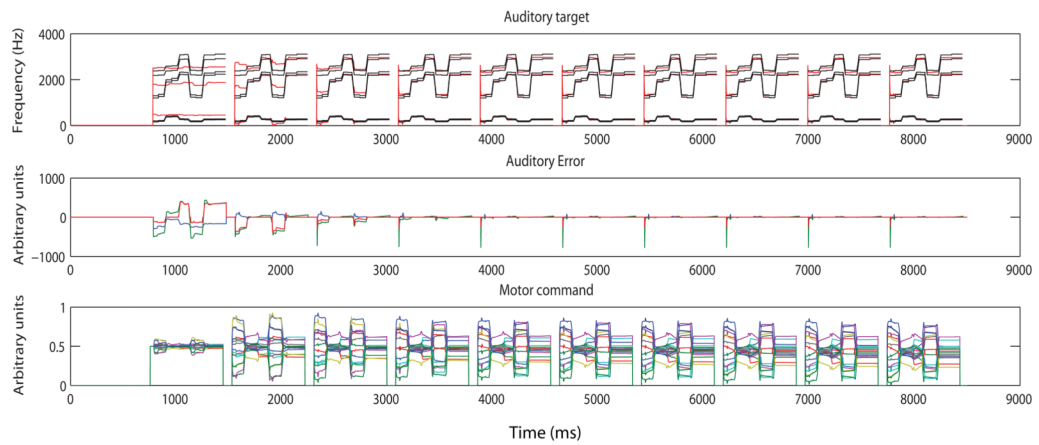 Auditory target
Frequency (Hz)
4000
2000
0
0 1000 2000 3000 4000 5000 6000 7000 8000 9000
Auditory Error
Arbitrary units
1000
0
−1000
0 1000 2000 3000 4000 5000 6000 7000 8000 9000
Motor command
Arbitrary units
1
0.5
0
0 1000 2000 3000 4000 5000 6000 7000 8000 9000
Time (ms)